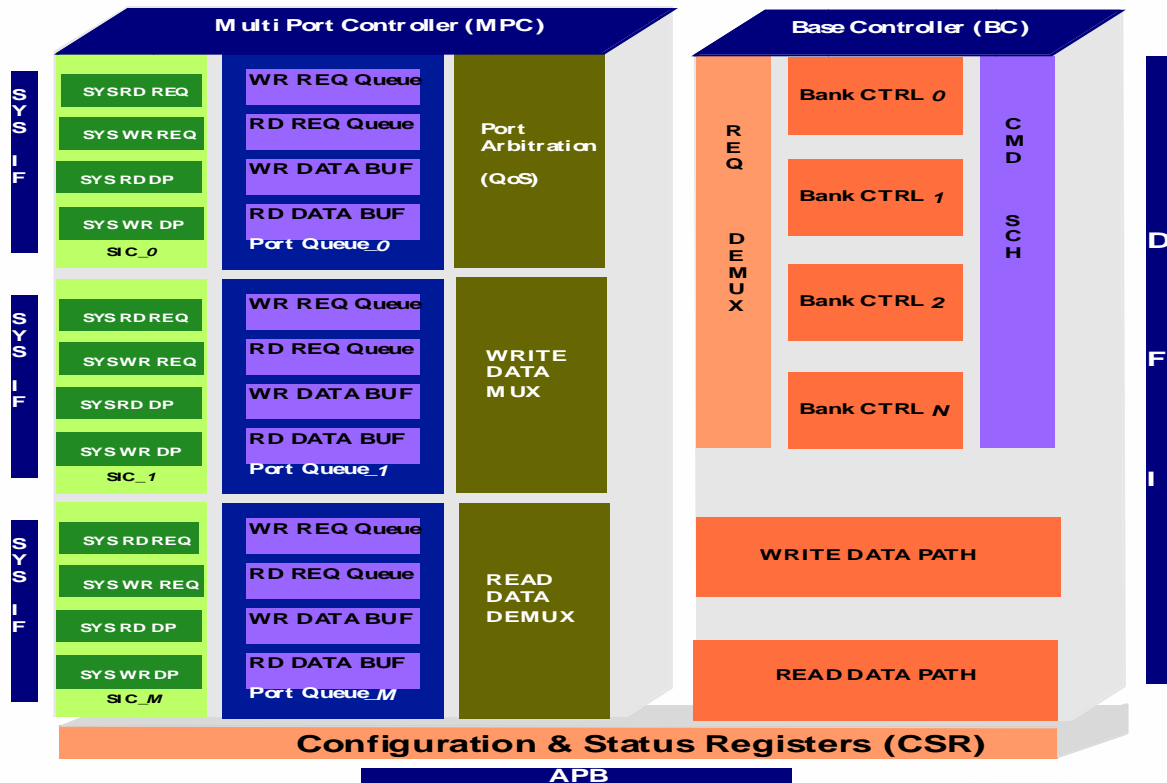 Multi Port Controller (MPC)
Base Controller (BC)
SYS IF
SYS RD REQ
SYS WR REQ
SYS RD DP
SYS WR DP
SIC_0
WR REQ Queue
RD REQ Queue
WR DATA BUF
RD DATA BUF
Port Queue_0
Port
Arbitration
(QoS)
SYS IF
SYS RD REQ
SYS WR REQ
SYS RD DP
SYS WR DP
SIC_1
WR REQ Queue
RD REQ Queue
WR DATA BUF
RD DATA BUF
Port Queue_1
WRITE
DATA
MUX
SYS IF
SYS RD REQ
SYS WR REQ
SYS RD DP
SYS WR DP
SIC_M
WR REQ Queue
RD REQ Queue
WR DATA BUF
RD DATA BUF
Port Queue_M
READ
DATA
DEMUX
REQ DEMUX
Bank CTRL 0
Bank CTRL 1
Bank CTRL 2
Bank CTRL N
CMD SCH
WRITE DATA PATH
READ DATA PATH
DFI
Configuration & Status Registers (CSR)
APB